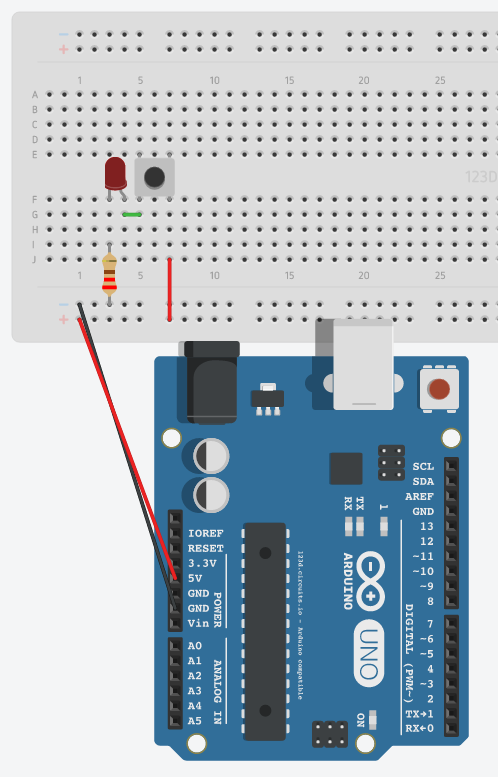 − −
+ +
1 5 10 15 20 25
A
B
C
D
E
123D
F
G
H
I
J
1 5 10 15 20 25
− −
+ +
SCL
SDA
AREF
GND
13
12
~11
~10
~9
8
7
~6
~5
4
~3
2
TX→1
RX←0
DIGITAL (PWM~)
RX TX L
ARDUINO
UNO
ON
IOREF
RESET
3.3V
5V
GND
GND
Vin
POWER
A0
A1
A2
A3
A4
A5
ANALOG IN
123d.circuits.io - Arduino compatible